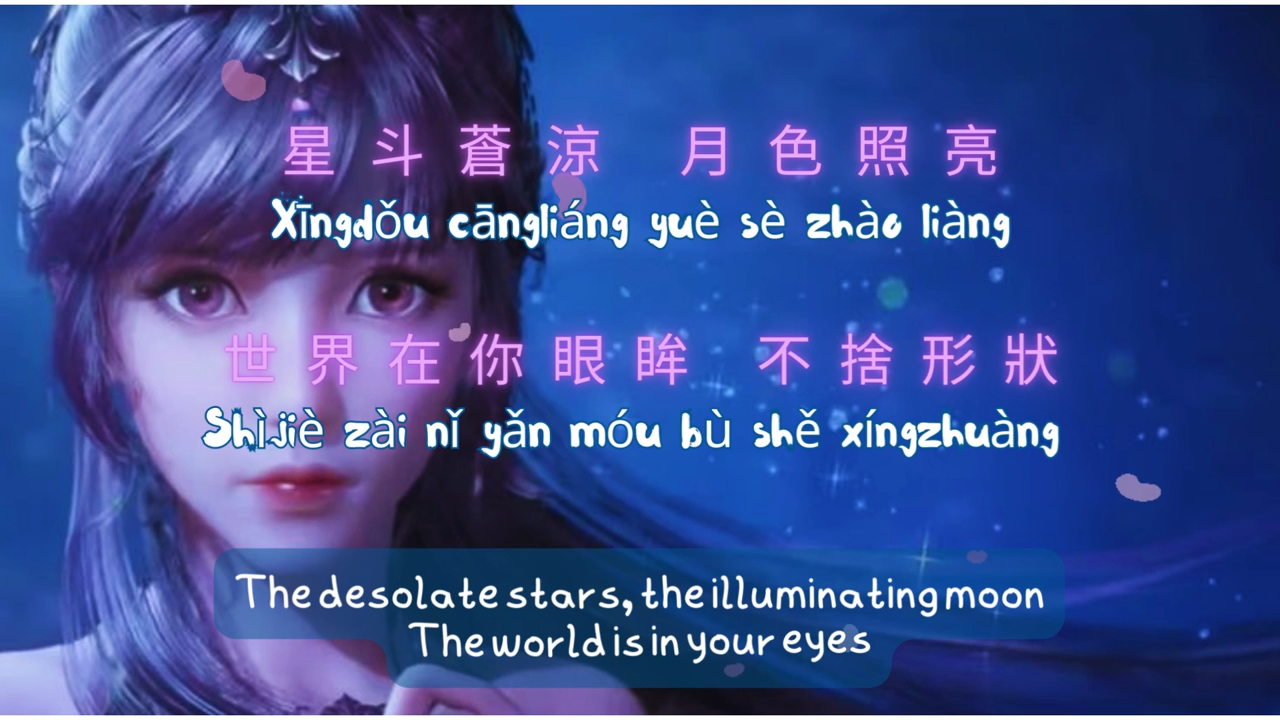 星斗蒼涼 月色照亮
Xīngdǒu cāngliáng yuè sè zhào liàng
世界在你眼眸 不捨形狀
Shìjiè zài nǐ yǎn móu bù shě xíngzhuàng
The desolate stars, the illuminating moon
The world is in your eyes